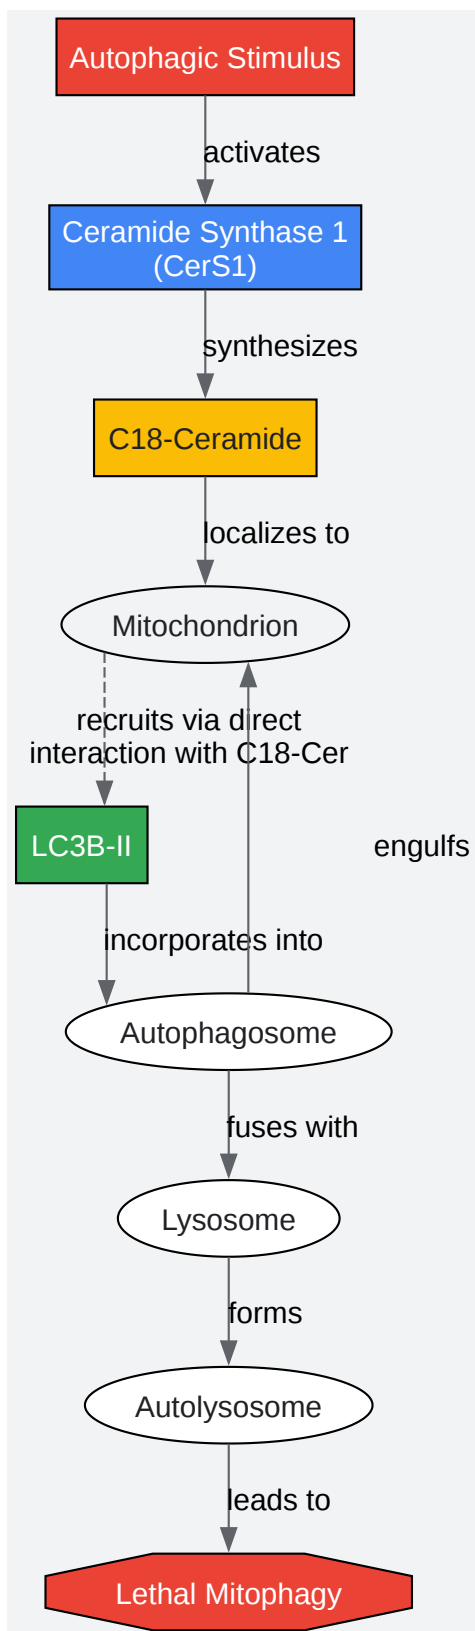 Autophagic Stimulus
activates
Ceramide Synthase 1
(CerS1)
synthesizes
C18-Ceramide
localizes to
Mitochondrion
recruits via direct
interaction with C18-Cer
LC3B-II
engulfs
incorporates into
Autophagosome
fuses with
Lysosome
forms
Autolysosome
leads to
Lethal Mitophagy